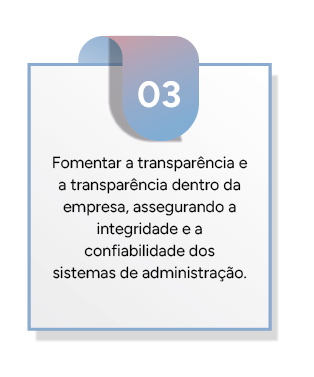 03
Fomentar a transparência e
a transparência dentro da
empresa, assegurando a
integridade e a
confiabilidade dos
sistemas de administração.